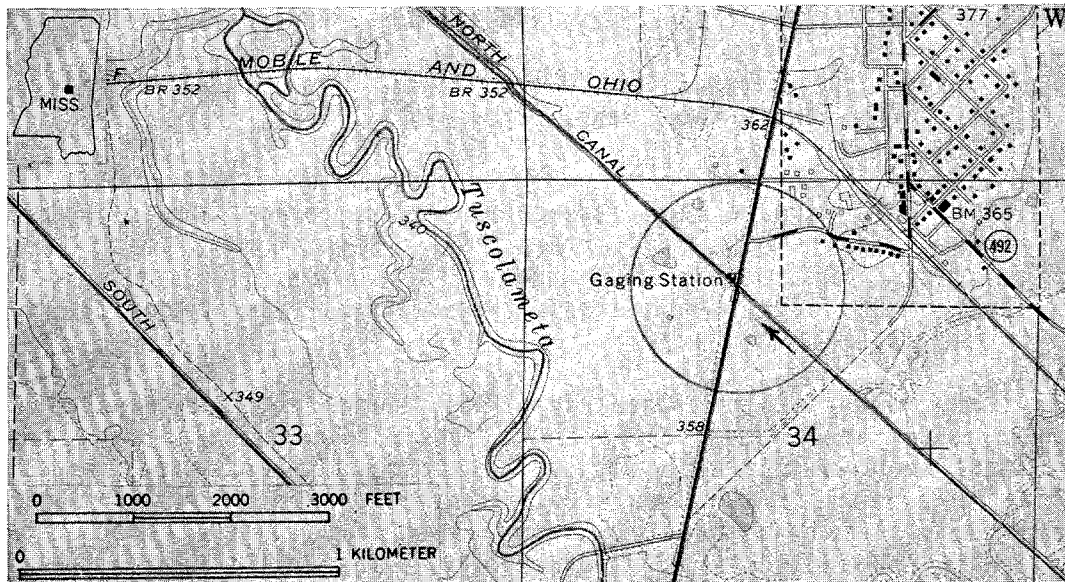 377
W
NORTH
F
MOBILE
AND
OHIO
MISS.
BR 352
BR 352
362
CANAL
Tuscolameta
340
BM 365
492
Gaging Station
SOUTH
X349
33
358
34
0 1000 2000 3000 FEET
0 1 KILOMETER